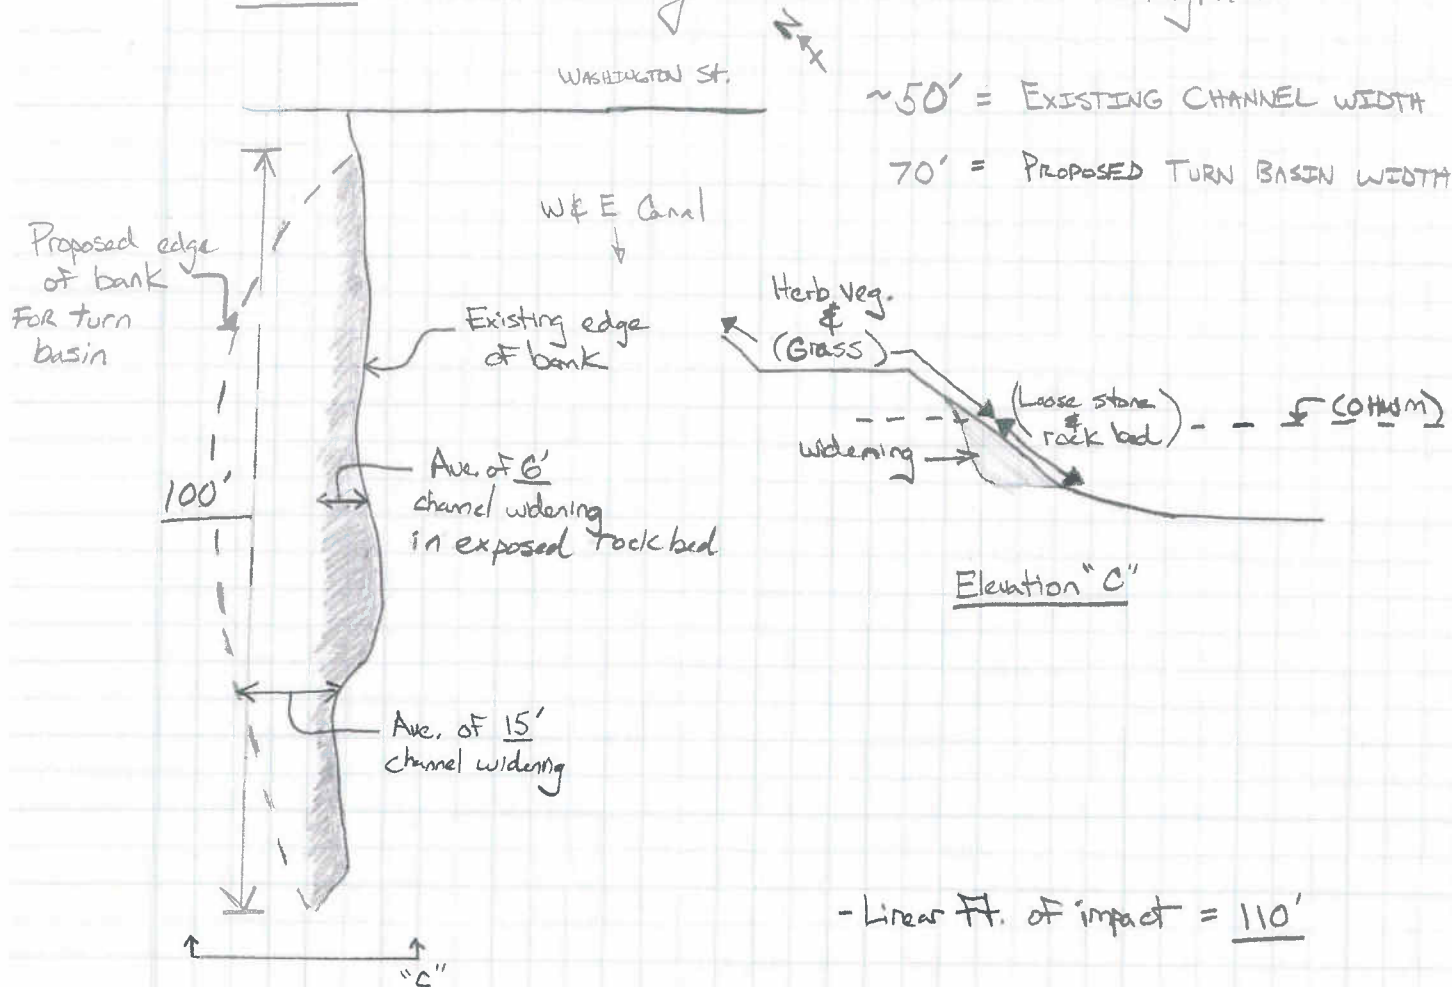 N
WASHINGTON St.
~50' = EXISTING CHANNEL WIDTH
70' = PROPOSED TURN BASIN WIDTH
W & E Canal
Proposed edge
of bank
FOR turn
basin
Existing edge
of bank
Herb. veg.
&
(Grass)
(Loose stone
&
rock bed)
(OHWM)
widening
Ave. of 6'
channel widening
in exposed rock bed
100'
Elevation "C"
Ave. of 15'
channel widening
- Linear Ft. of impact = 110'
"C"